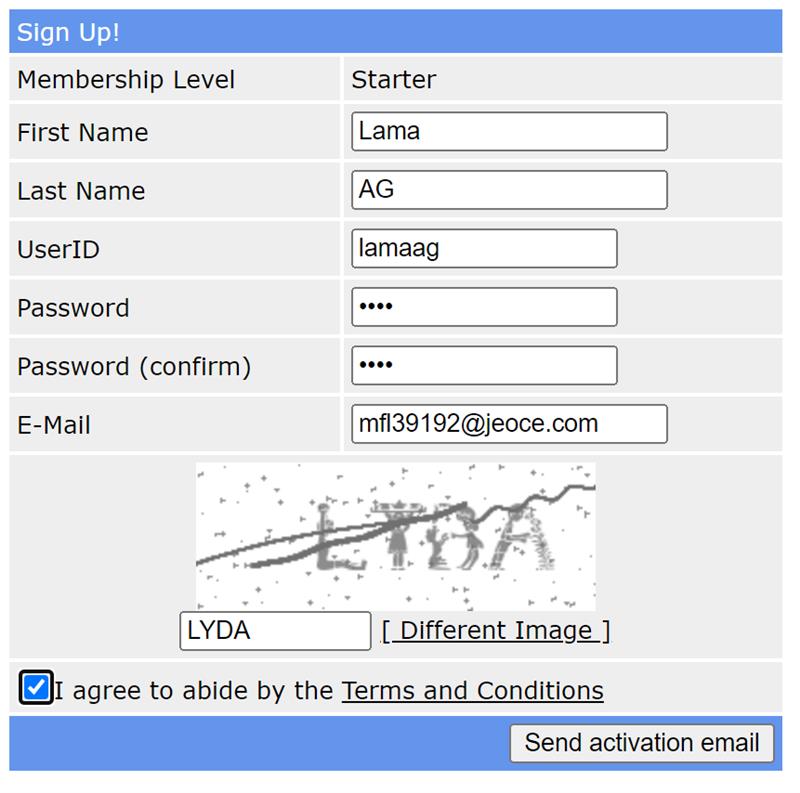 Sign Up!
Membership Level Starter
First Name Lama
Last Name AG
UserID lamaag
Password ••••
Password (confirm) ••••
E-Mail mfl39192@jeoce.com
LYDA [ Different Image ]
I agree to abide by the Terms and Conditions
Send activation email